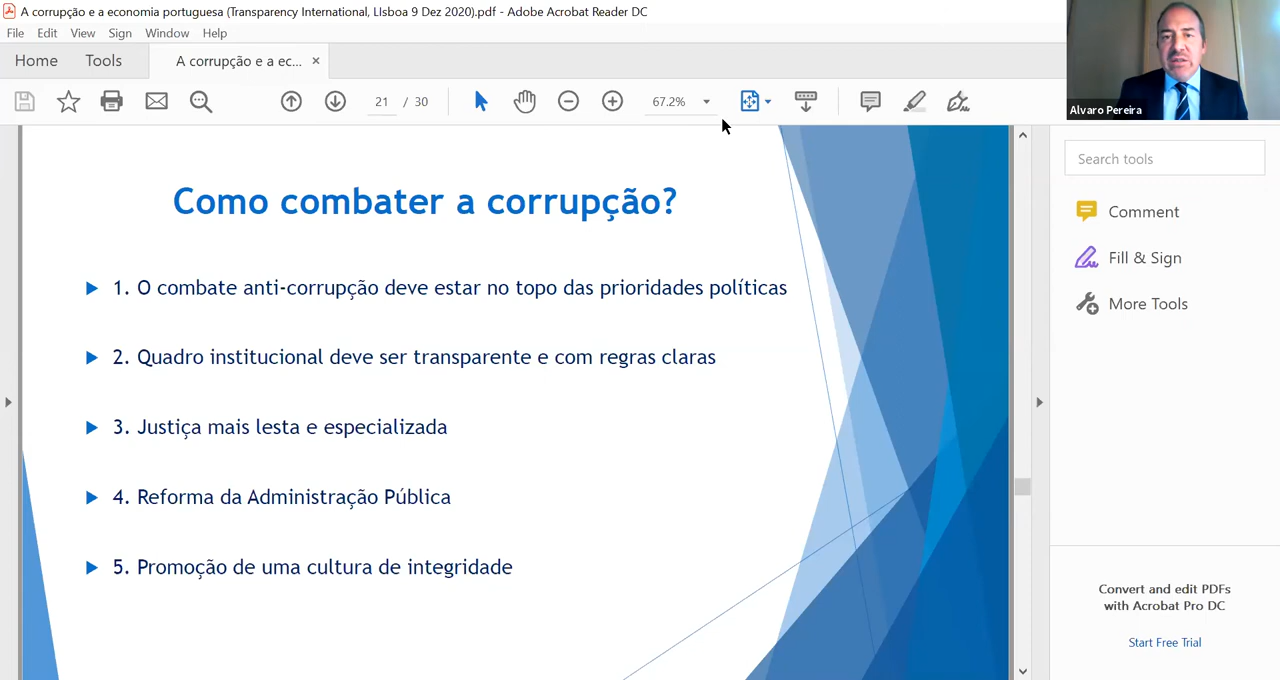 A corrupção e a economia portuguesa (Transparency International, LIsboa 9 Dez 2020).pdf - Adobe Acrobat Reader DC
File Edit View Sign Window Help
Home Tools A corrupção e a ec... ×
21 / 30 67.2%
Alvaro Pereira
Search tools
Comment
Fill & Sign
More Tools
Como combater a corrupção?
1. O combate anti-corrupção deve estar no topo das prioridades políticas
2. Quadro institucional deve ser transparente e com regras claras
3. Justiça mais lesta e especializada
4. Reforma da Administração Pública
5. Promoção de uma cultura de integridade
Convert and edit PDFs
with Acrobat Pro DC
Start Free Trial